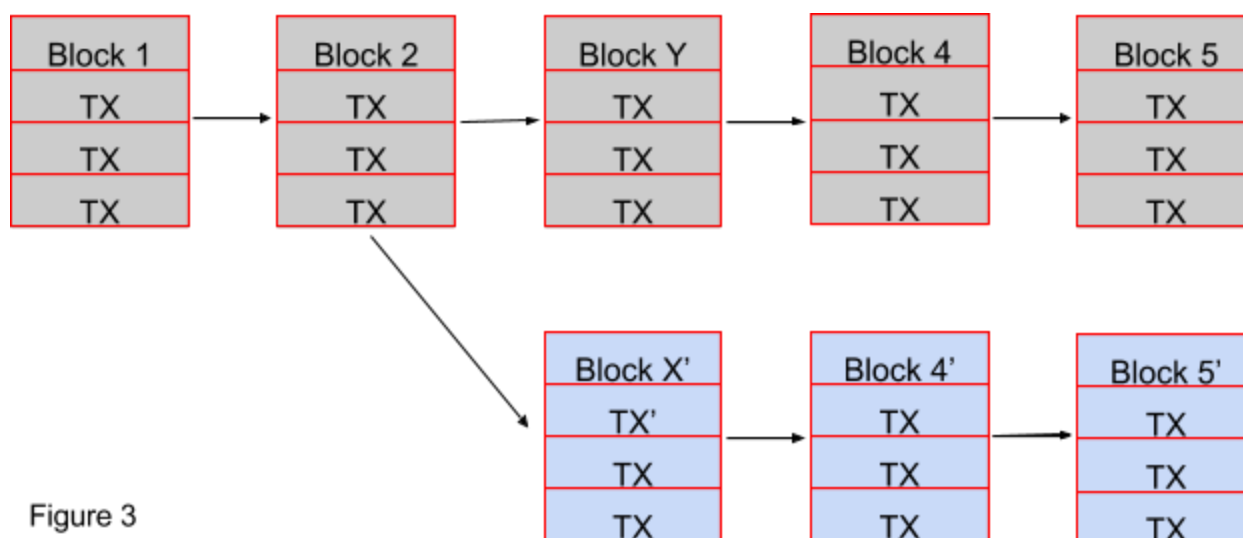 Block 1
TX
TX
TX
Block 2
TX
TX
TX
Block Y
TX
TX
TX
Block 4
TX
TX
TX
Block 5
TX
TX
TX
Block X’
TX’
TX
TX
Block 4’
TX
TX
TX
Block 5’
TX
TX
TX
Figure 3